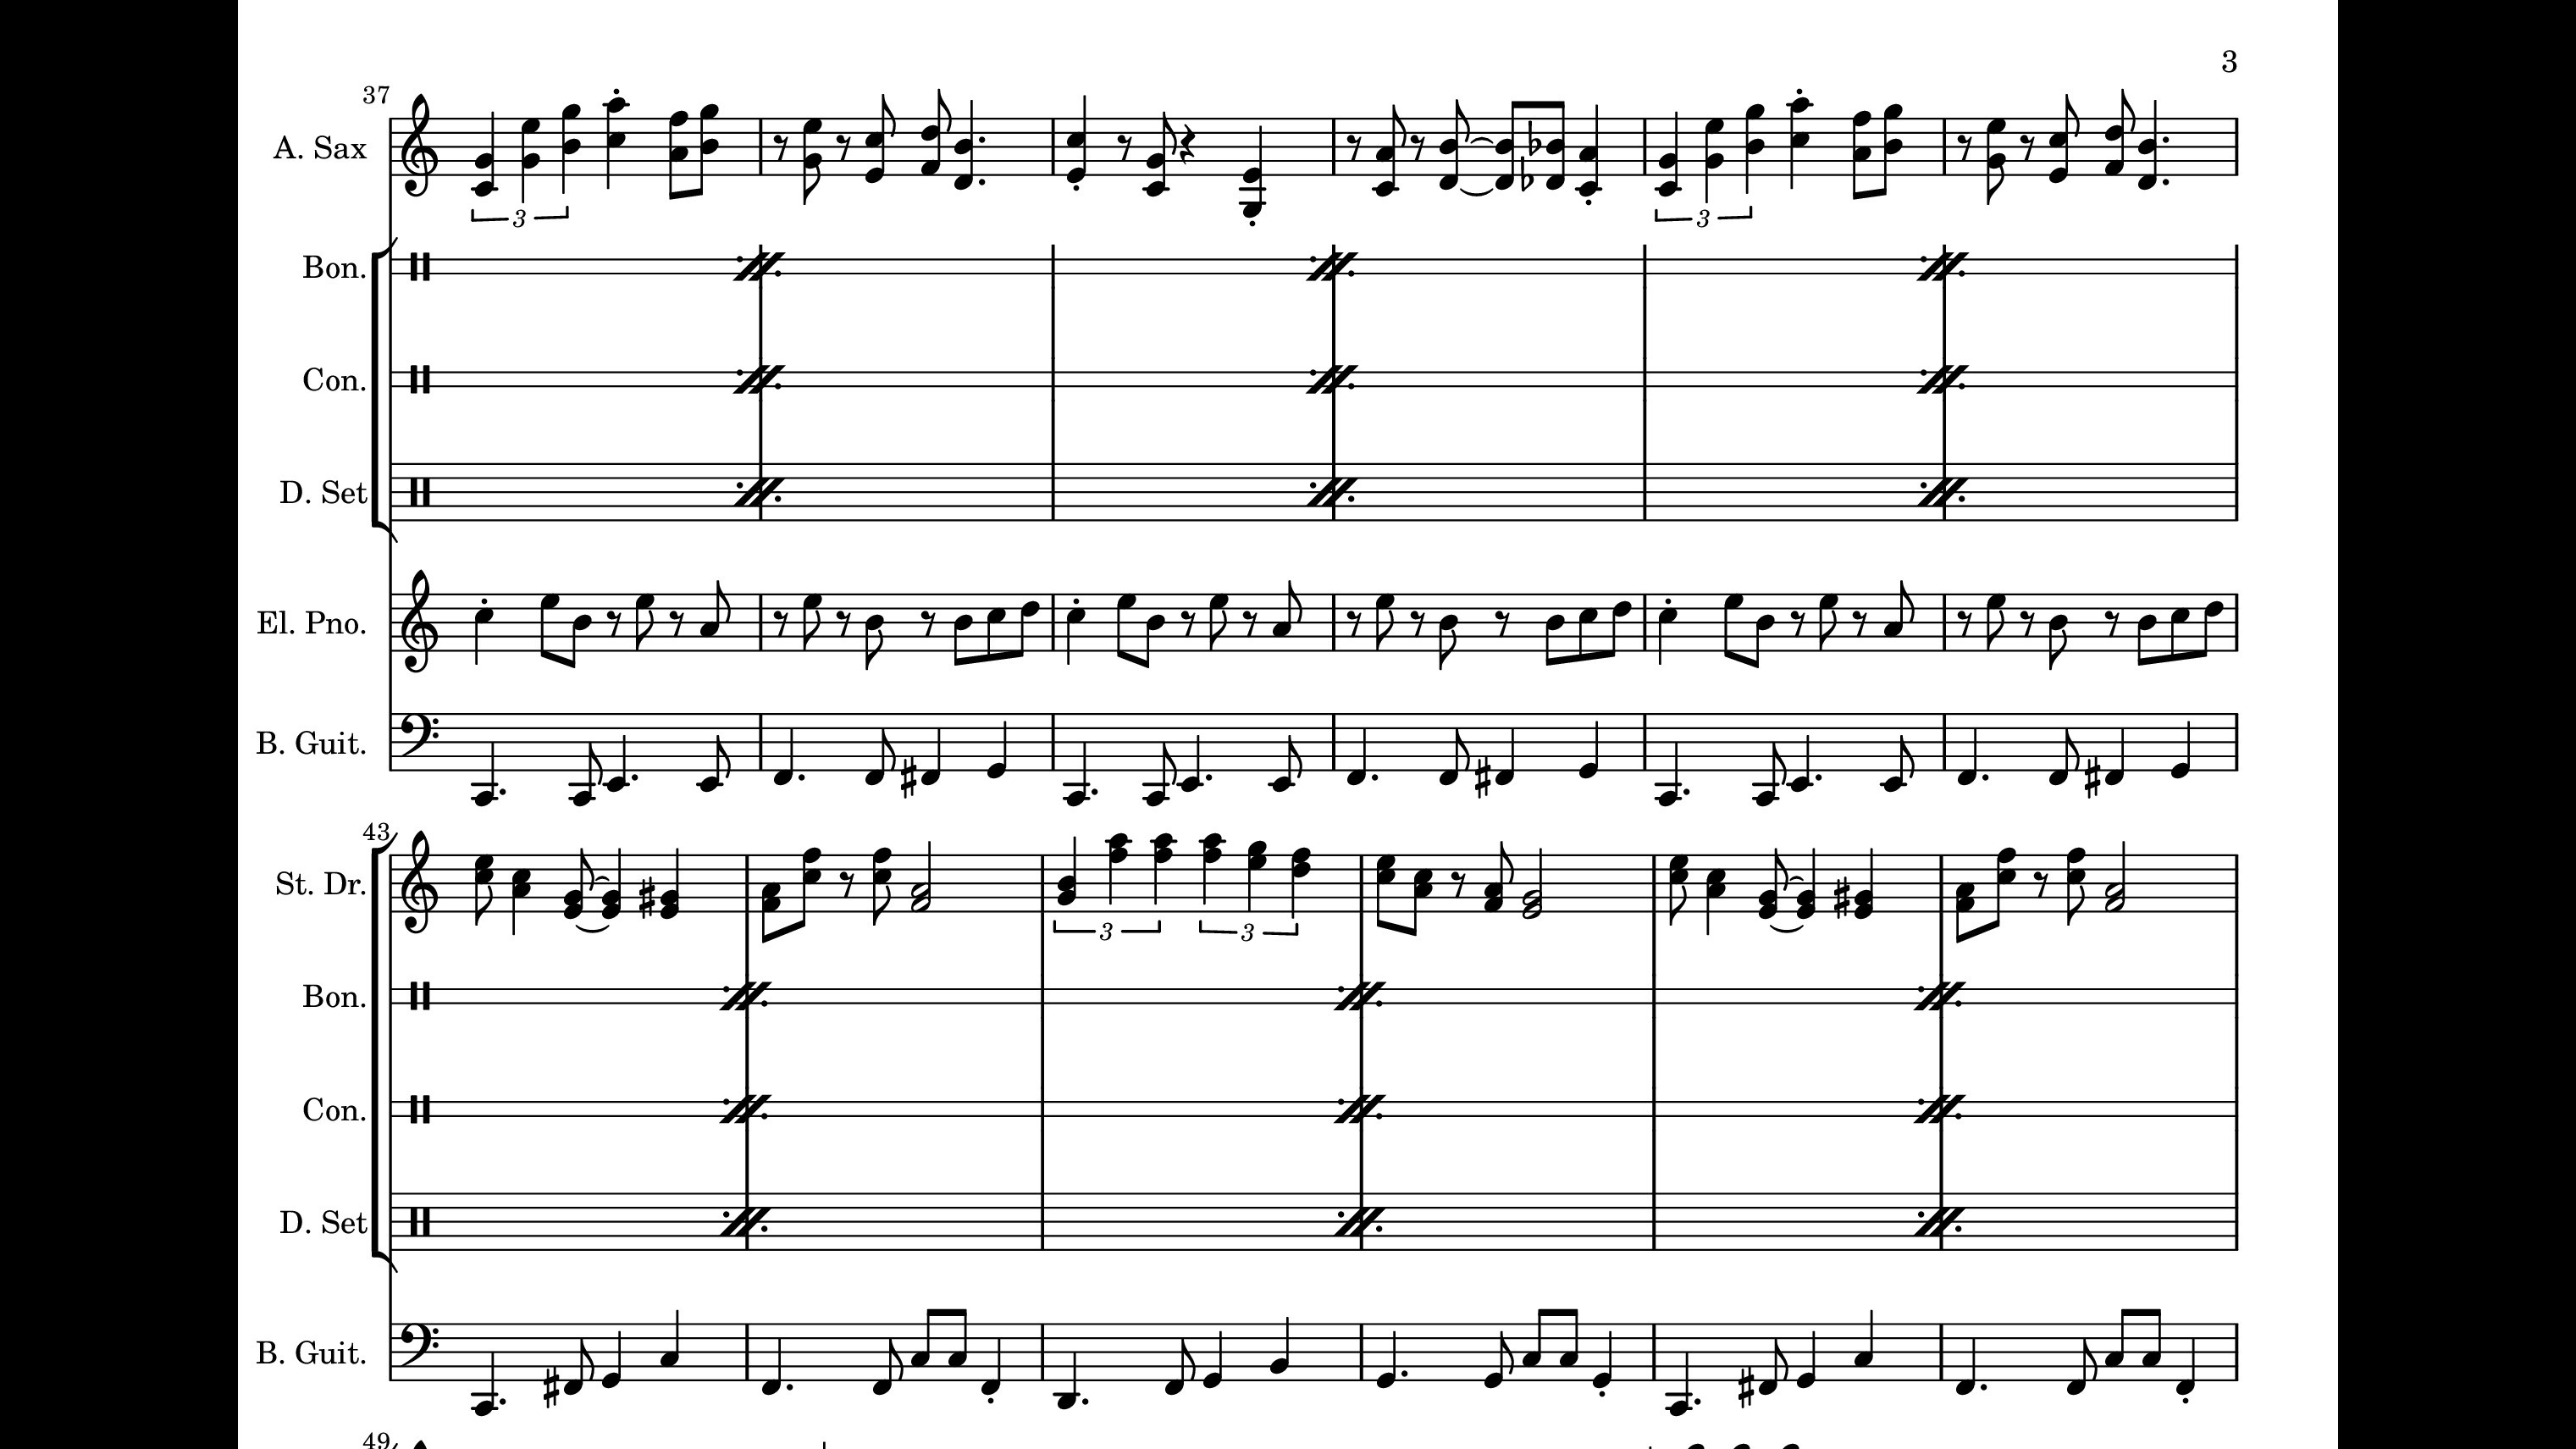 3
37
A. Sax
3
3
Bon.
Con.
D. Set
El. Pno.
B. Guit.
43
St. Dr.
3
3
Bon.
Con.
D. Set
B. Guit.
49